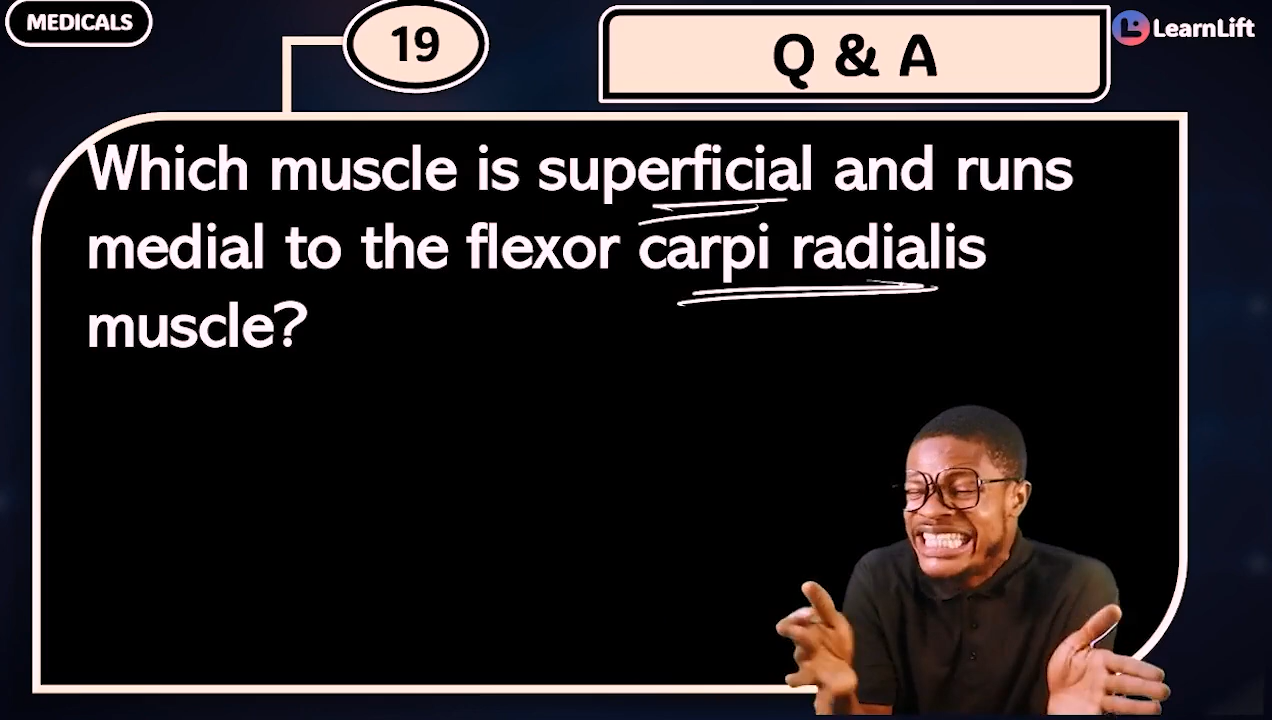 MEDICALS
19
Q & A
LearnLift
Which muscle is superficial and runs
medial to the flexor carpi radialis
muscle?